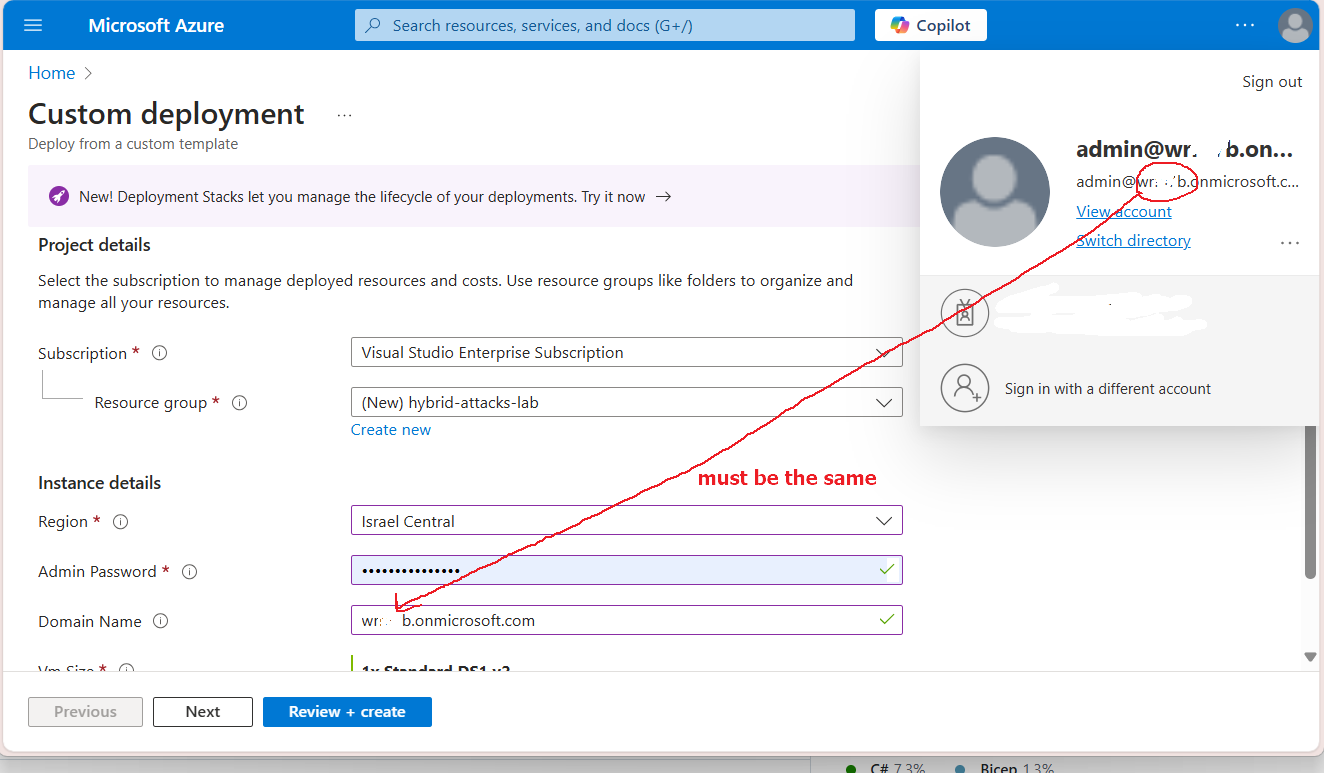 Microsoft Azure
Search resources, services, and docs (G+/)
Copilot
Home
Custom deployment
Deploy from a custom template
New! Deployment Stacks let you manage the lifecycle of your deployments. Try it now →
Project details
Select the subscription to manage deployed resources and costs. Use resource groups like folders to organize and
manage all your resources.
Subscription *
Visual Studio Enterprise Subscription
Resource group *
(New) hybrid-attacks-lab
Create new
Instance details
Region *
Israel Central
Admin Password *
•••••••••••••••
Domain Name
wr b.onmicrosoft.com
Vm Size *
1x Standard DS1 v2
Previous
Next
Review + create
Sign out
admin@wr b.on...
admin@wr b.onmicrosoft.c...
View account
Switch directory
Sign in with a different account
must be the same
C# 7.3%
Bicep 1.3%